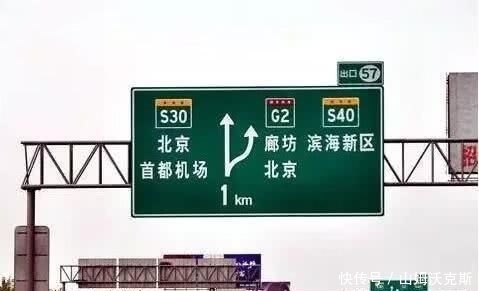 出口 57
S30 G2 S40
北京 廊坊 滨海新区
首都机场 北京
1 km
快传号/山姆沃克斯